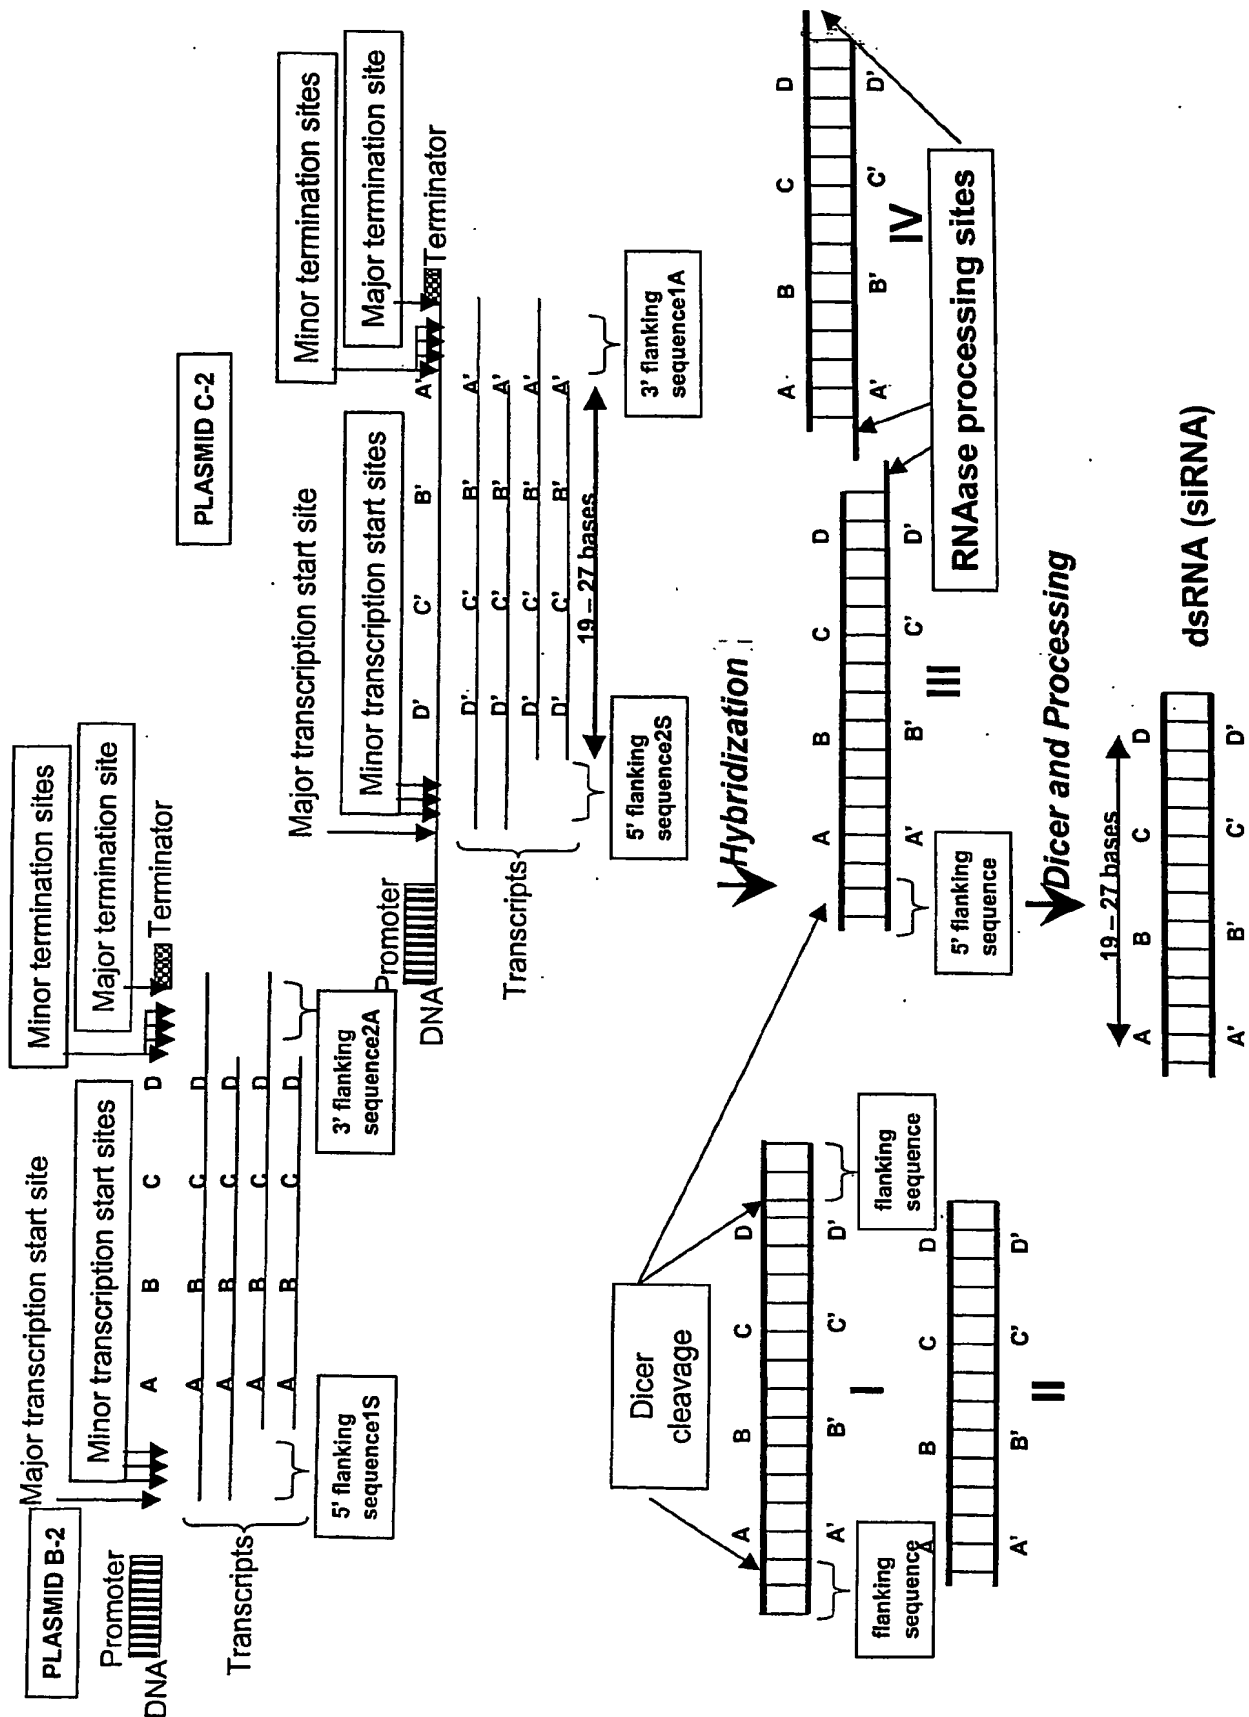 PLASMID B-2
Major transcription start site
Minor transcription start sites
Minor termination sites
Major termination site
Terminator
Promoter
DNA
A B C D
Transcripts
A B C D
A B C D
A B C D
A B C D
5' flanking
sequence1S
3' flanking
sequence2A
PLASMID C-2
Major transcription start site
Minor transcription start sites
Minor termination sites
Major termination site
Terminator
Promoter
DNA
D' C' B' A'
Transcripts
D' C' B' A'
D' C' B' A'
D' C' B' A'
D' C' B' A'
19 – 27 bases
5' flanking
sequence2S
3' flanking
sequence1A
Hybridization
Dicer
cleavage
A B C D
A' B' C' D'
flanking
sequence
I
flanking
sequence
A B C D
A' B' C' D'
II
A B C D
A' B' C' D'
5' flanking
sequence
III
A B C D
A' B' C' D'
IV
RNAase processing sites
Dicer and Processing
19 – 27 bases
A B C D
A' B' C' D'
dsRNA (siRNA)